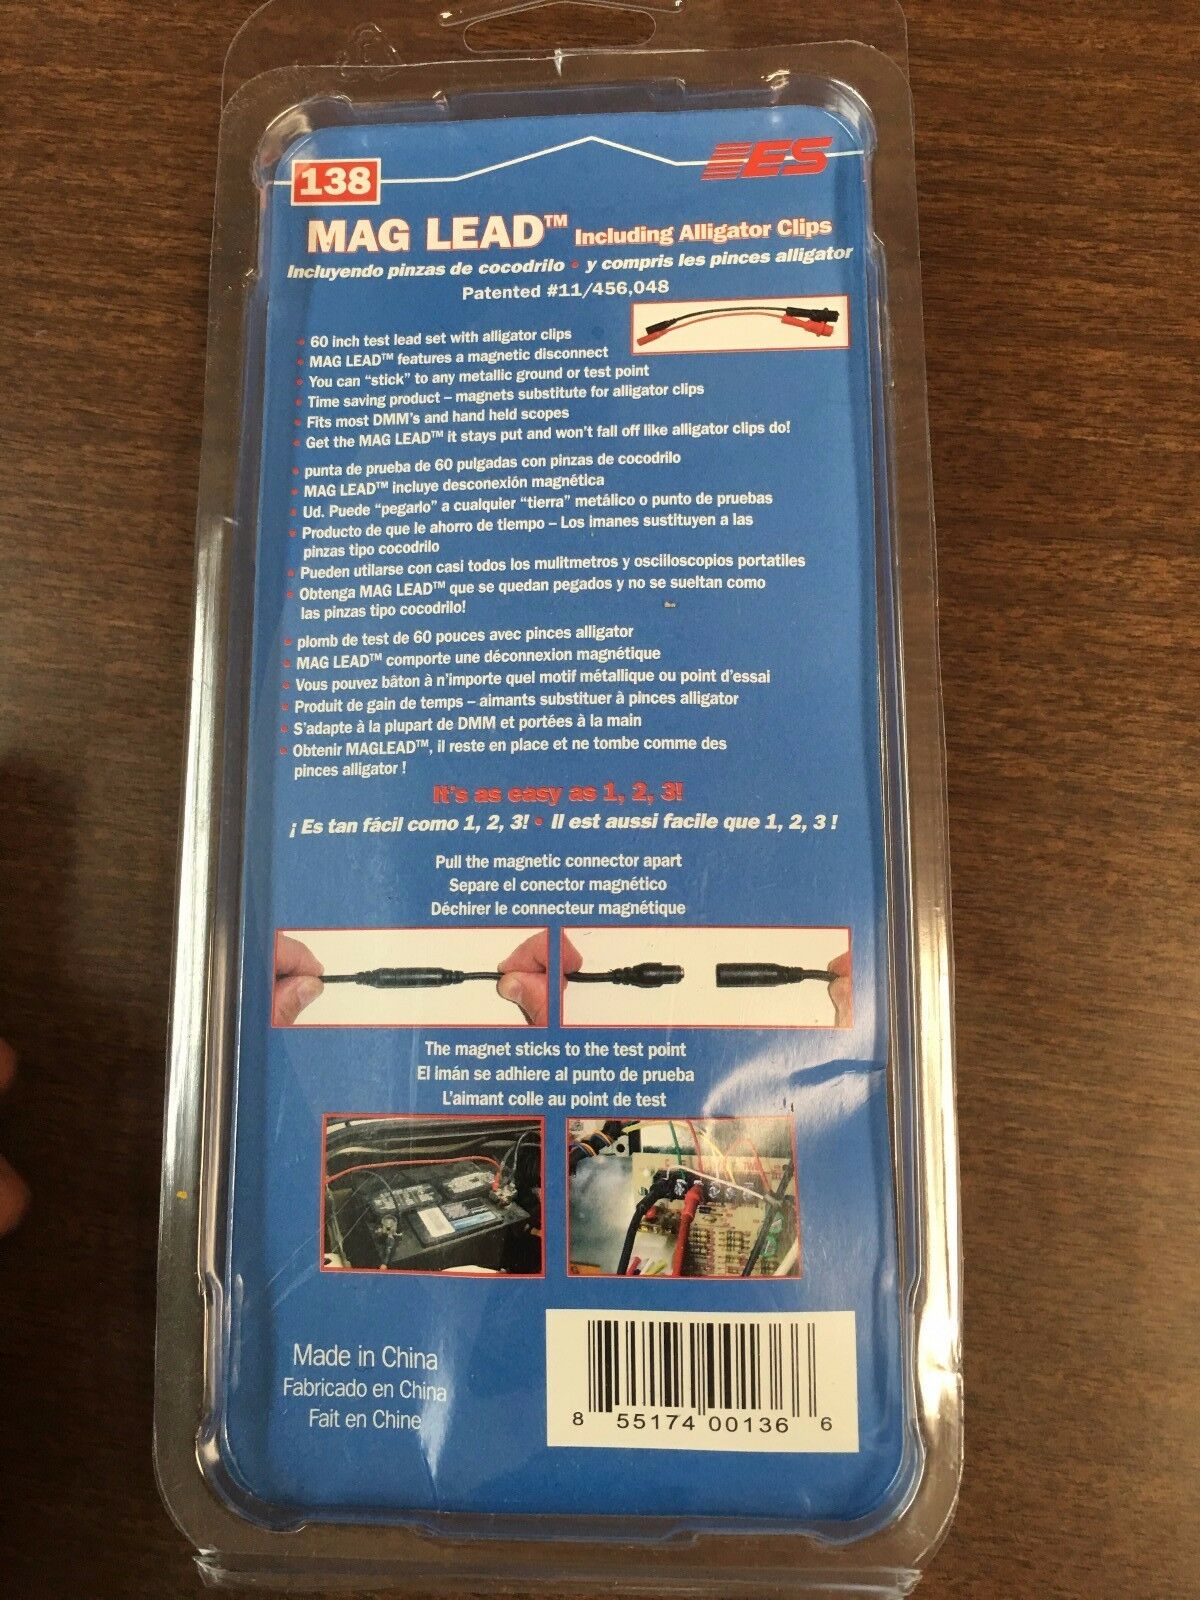 138
ES
MAG LEAD™ Including Alligator Clips
Incluyendo pinzas de cocodrilo • y compris les pinces alligator
Patented #11/456,048
• 60 inch test lead set with alligator clips
• MAG LEAD™ features a magnetic disconnect
• You can “stick” to any metallic ground or test point
• Time saving product – magnets substitute for alligator clips
• Fits most DMM's and hand held scopes
• Get the MAG LEAD™ it stays put and won't fall off like alligator clips do!
• punta de prueba de 60 pulgadas con pinzas de cocodrilo
• MAG LEAD™ incluye desconexión magnética
• Ud. Puede “pegarlo” a cualquier “tierra” metálico o punto de pruebas
• Producto de que le ahorro de tiempo – Los imanes sustituyen a las
pinzas tipo cocodrilo
• Pueden utilarse con casi todos los mulitmetros y osciloscopios portatiles
• Obtenga MAG LEAD™ que se quedan pegados y no se sueltan como
las pinzas tipo cocodrilo!
• plomb de test de 60 pouces avec pinces alligator
• MAG LEAD™ comporte une déconnexion magnétique
• Vous pouvez bâton à n'importe quel motif métallique ou point d'essai
• Produit de gain de temps – aimants substituer à pinces alligator
• S'adapte à la plupart de DMM et portées à la main
• Obtenir MAGLEAD™, il reste en place et ne tombe comme des
pinces alligator !
It's as easy as 1, 2, 3!
¡ Es tan fácil como 1, 2, 3! • Il est aussi facile que 1, 2, 3 !
Pull the magnetic connector apart
Separe el conector magnético
Déchirer le connecteur magnétique
The magnet sticks to the test point
El imán se adhiere al punto de prueba
L'aimant colle au point de test
Made in China
Fabricado en China
Fait en Chine
8 55174 00136 6